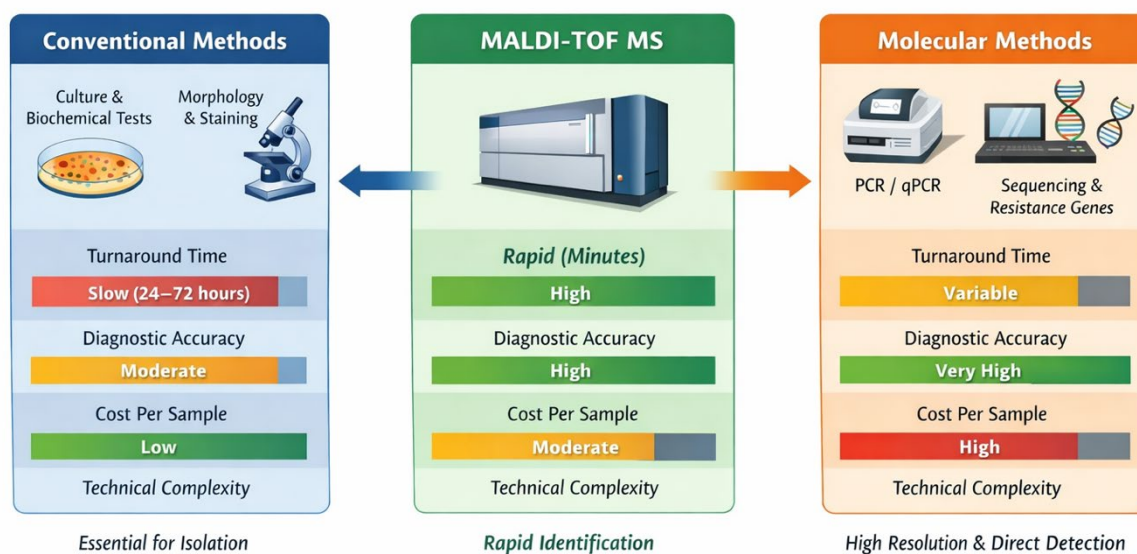 Conventional Methods
Culture &
Biochemical Tests
Morphology
& Staining
Turnaround Time
Slow (24–72 hours)
Diagnostic Accuracy
Moderate
Cost Per Sample
Low
Technical Complexity
Essential for Isolation
MALDI-TOF MS
Rapid (Minutes)
High
Diagnostic Accuracy
High
Cost Per Sample
Moderate
Technical Complexity
Rapid Identification
Molecular Methods
PCR / qPCR
Sequencing &
Resistance Genes
Turnaround Time
Variable
Diagnostic Accuracy
Very High
Cost Per Sample
High
Technical Complexity
High Resolution & Direct Detection